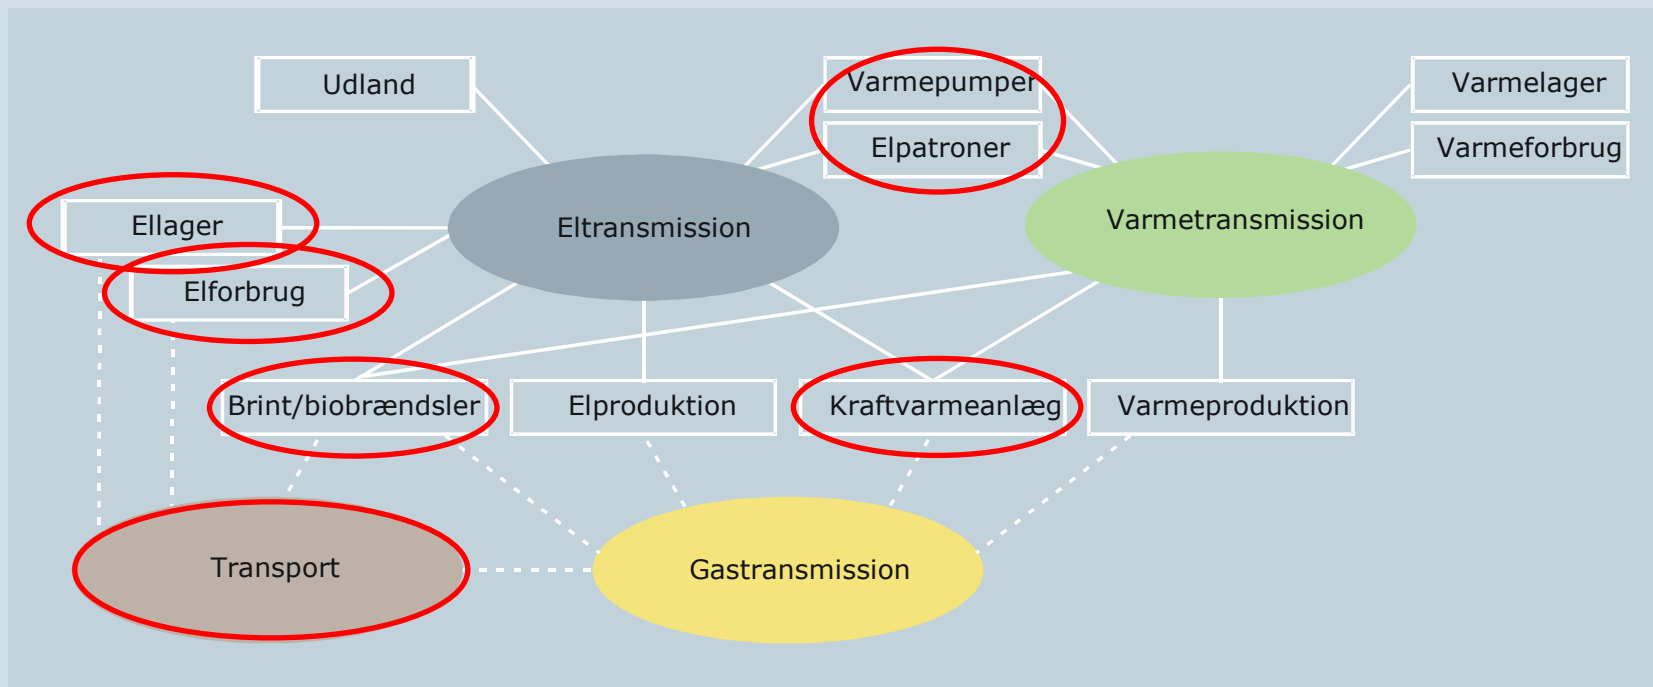 Udland
Varmepumper
Varmelager
Elpatroner
Varmeforbrug
Ellager
Eltransmission
Varmetransmission
Elforbrug
Brint/biobrændsler
Elproduktion
Kraftvarmeanlæg
Varmeproduktion
Transport
Gastransmission